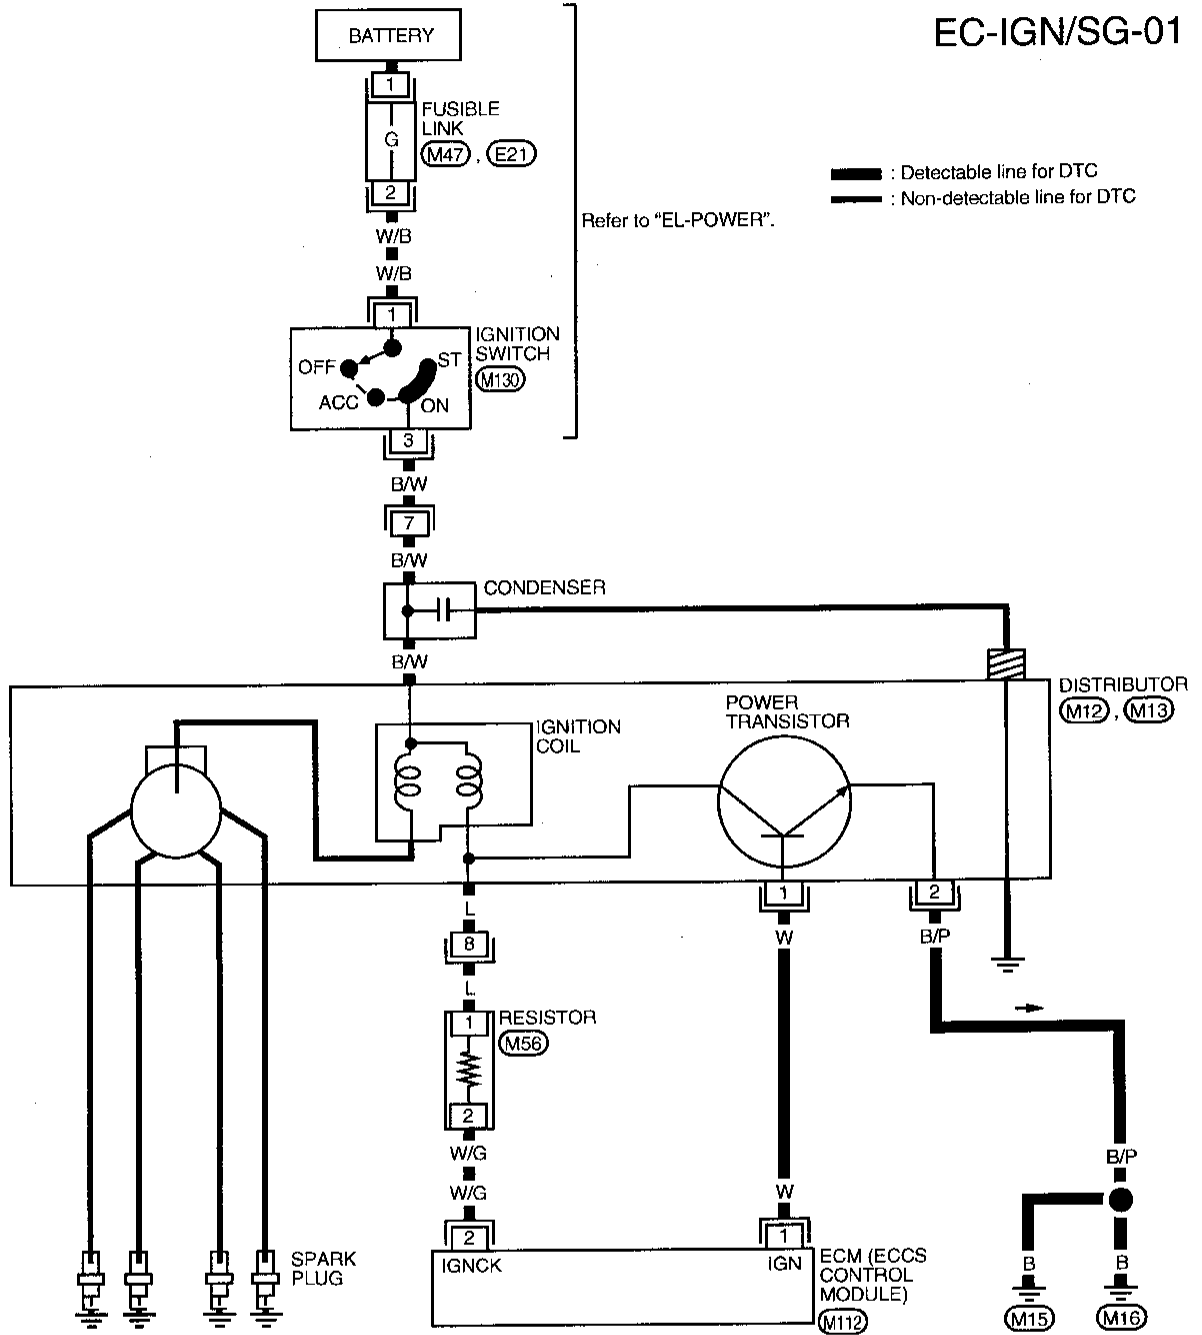 EC-IGN/SG-01
BATTERY
1
FUSIBLE
LINK
G
M47 , E21
2
: Detectable line for DTC
: Non-detectable line for DTC
Refer to "EL-POWER".
W/B
W/B
1
IGNITION
SWITCH
M130
OFF
ST
ACC
ON
3
B/W
7
B/W
CONDENSER
B/W
DISTRIBUTOR
M12 , M13
POWER
TRANSISTOR
IGNITION
COIL
1
2
L
W
B/P
8
L
1
RESISTOR
M56
2
W/G
W/G
W
B/P
2
1
IGNCK
IGN
ECM (ECCS
CONTROL
MODULE)
M112
SPARK
PLUG
B
B
M15
M16